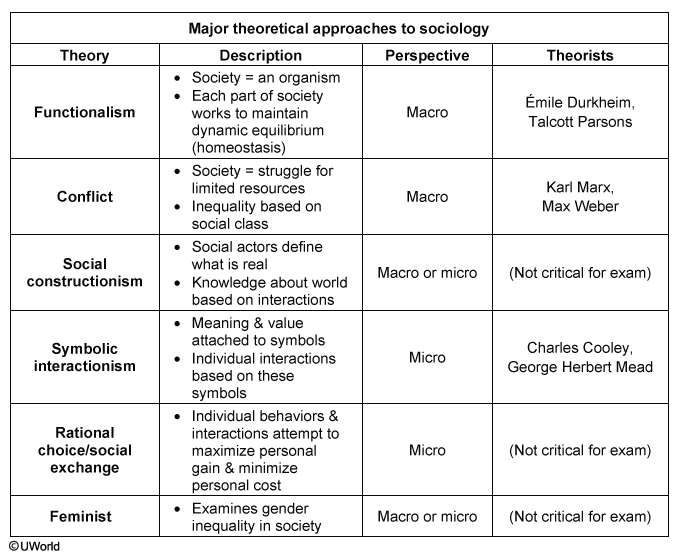 Major theoretical approaches to sociology
Theory Description Perspective Theorists
Functionalism
• Society = an organism
• Each part of society
works to maintain
dynamic equilibrium
(homeostasis)
Macro
Émile Durkheim,
Talcott Parsons
Conflict
• Society = struggle for
limited resources
• Inequality based on
social class
Macro
Karl Marx,
Max Weber
Social
constructionism
• Social actors define
what is real
• Knowledge about world
based on interactions
Macro or micro
(Not critical for exam)
Symbolic
interactionism
• Meaning & value
attached to symbols
• Individual interactions
based on these
symbols
Micro
Charles Cooley,
George Herbert Mead
Rational
choice/social
exchange
• Individual behaviors &
interactions attempt to
maximize personal
gain & minimize
personal cost
Micro
(Not critical for exam)
Feminist
• Examines gender
inequality in society
Macro or micro
(Not critical for exam)
©UWorld